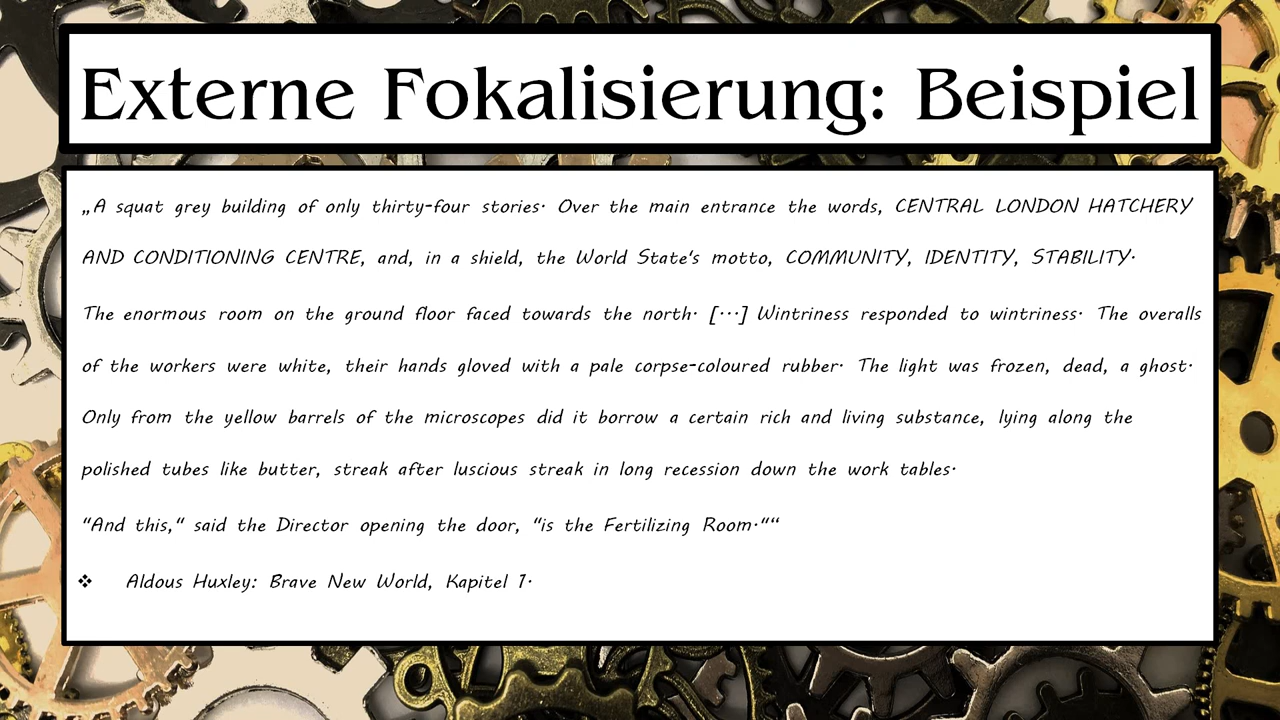 Externe Fokalisierung: Beispiel
„A squat grey building of only thirty-four stories. Over the main entrance the words, CENTRAL LONDON HATCHERY
AND CONDITIONING CENTRE, and, in a shield, the World State's motto, COMMUNITY, IDENTITY, STABILITY.
The enormous room on the ground floor faced towards the north. [...] Wintriness responded to wintriness. The overalls
of the workers were white, their hands gloved with a pale corpse-coloured rubber. The light was frozen, dead, a ghost.
Only from the yellow barrels of the microscopes did it borrow a certain rich and living substance, lying along the
polished tubes like butter, streak after luscious streak in long recession down the work tables.
“And this,“ said the Director opening the door, “is the Fertilizing Room.““
❖ Aldous Huxley: Brave New World, Kapitel 1.